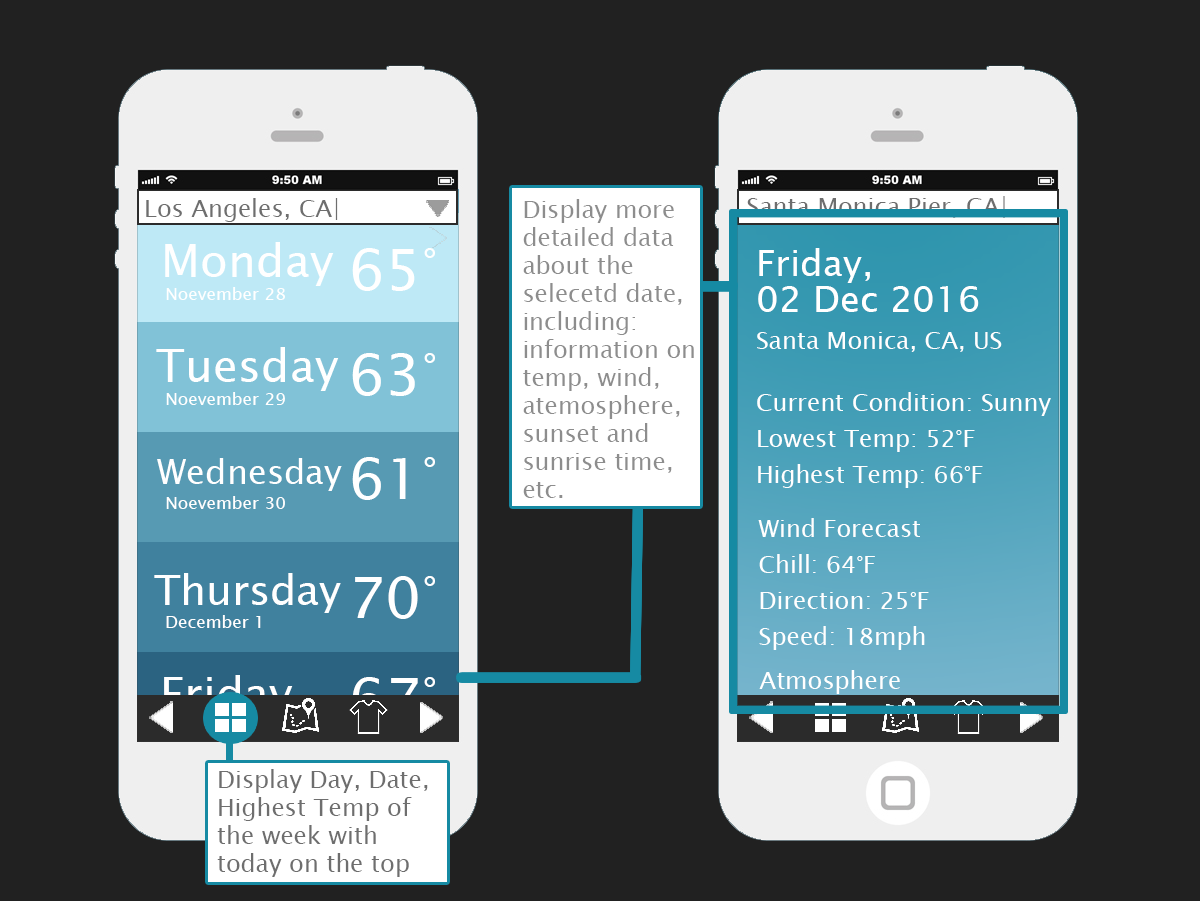 9:50 AM
Los Angeles, CA|
Monday 65°
Noevember 28
Tuesday 63°
Noevember 29
Wednesday 61°
Noevember 30
Thursday 70°
December 1
Friday 67°
Display Day, Date,
Highest Temp of
the week with
today on the top
Display more
detailed data
about the
selecetd date,
including:
information on
temp, wind,
atemosphere,
sunset and
sunrise time,
etc.
9:50 AM
Santa Monica Pier, CA|
Friday,
02 Dec 2016
Santa Monica, CA, US
Current Condition: Sunny
Lowest Temp: 52°F
Highest Temp: 66°F
Wind Forecast
Chill: 64°F
Direction: 25°F
Speed: 18mph
Atmosphere